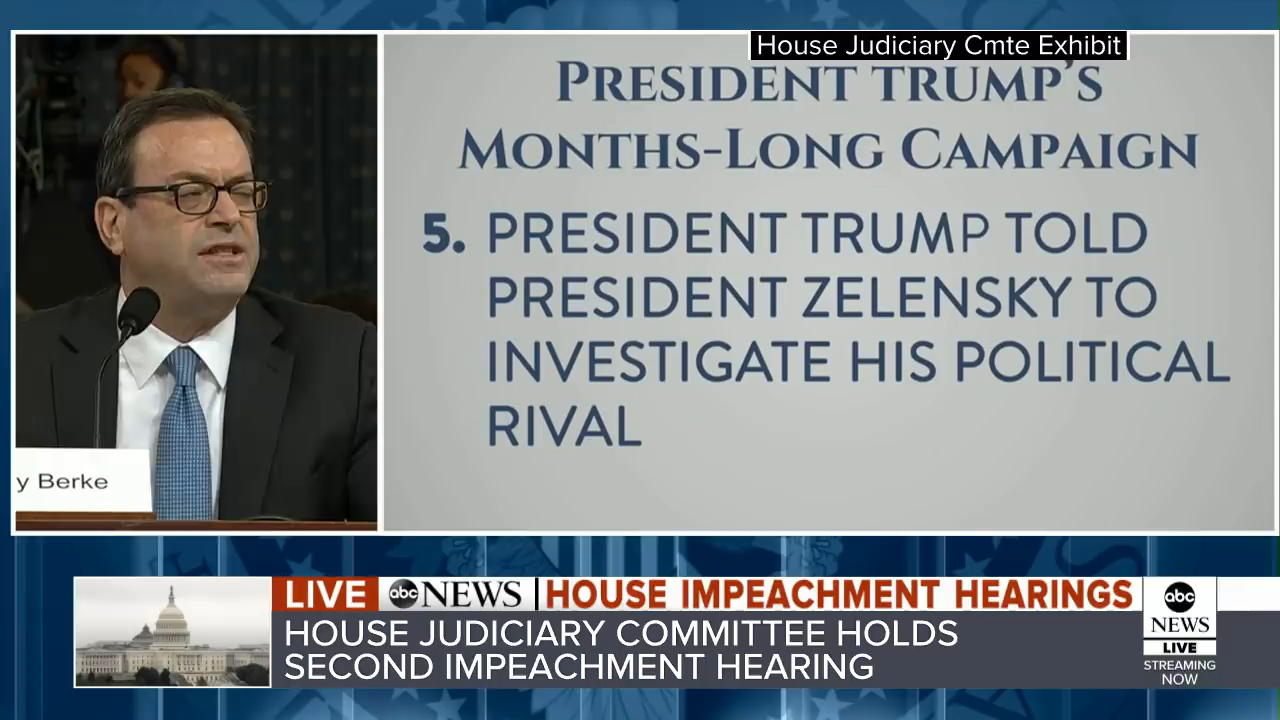 House Judiciary Cmte Exhibit
PRESIDENT TRUMP'S
MONTHS-LONG CAMPAIGN
5. PRESIDENT TRUMP TOLD
PRESIDENT ZELENSKY TO
INVESTIGATE HIS POLITICAL
RIVAL
y Berke
LIVE abc NEWS HOUSE IMPEACHMENT HEARINGS
HOUSE JUDICIARY COMMITTEE HOLDS
SECOND IMPEACHMENT HEARING
abc
NEWS
LIVE
STREAMING
NOW